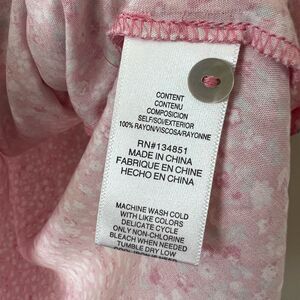 CONTENT
CONTENU
COMPOSICION
SELF/SOI/EXTERIOR
100% RAYON/VISCOSA/RAYONNE
RN#134851
MADE IN CHINA
FABRIQUE EN CHINE
HECHO EN CHINA
MACHINE WASH COLD
WITH LIKE COLORS
DELICATE CYCLE
ONLY NON-CHLORINE
BLEACH WHEN NEEDED
TUMBLE DRY LOW